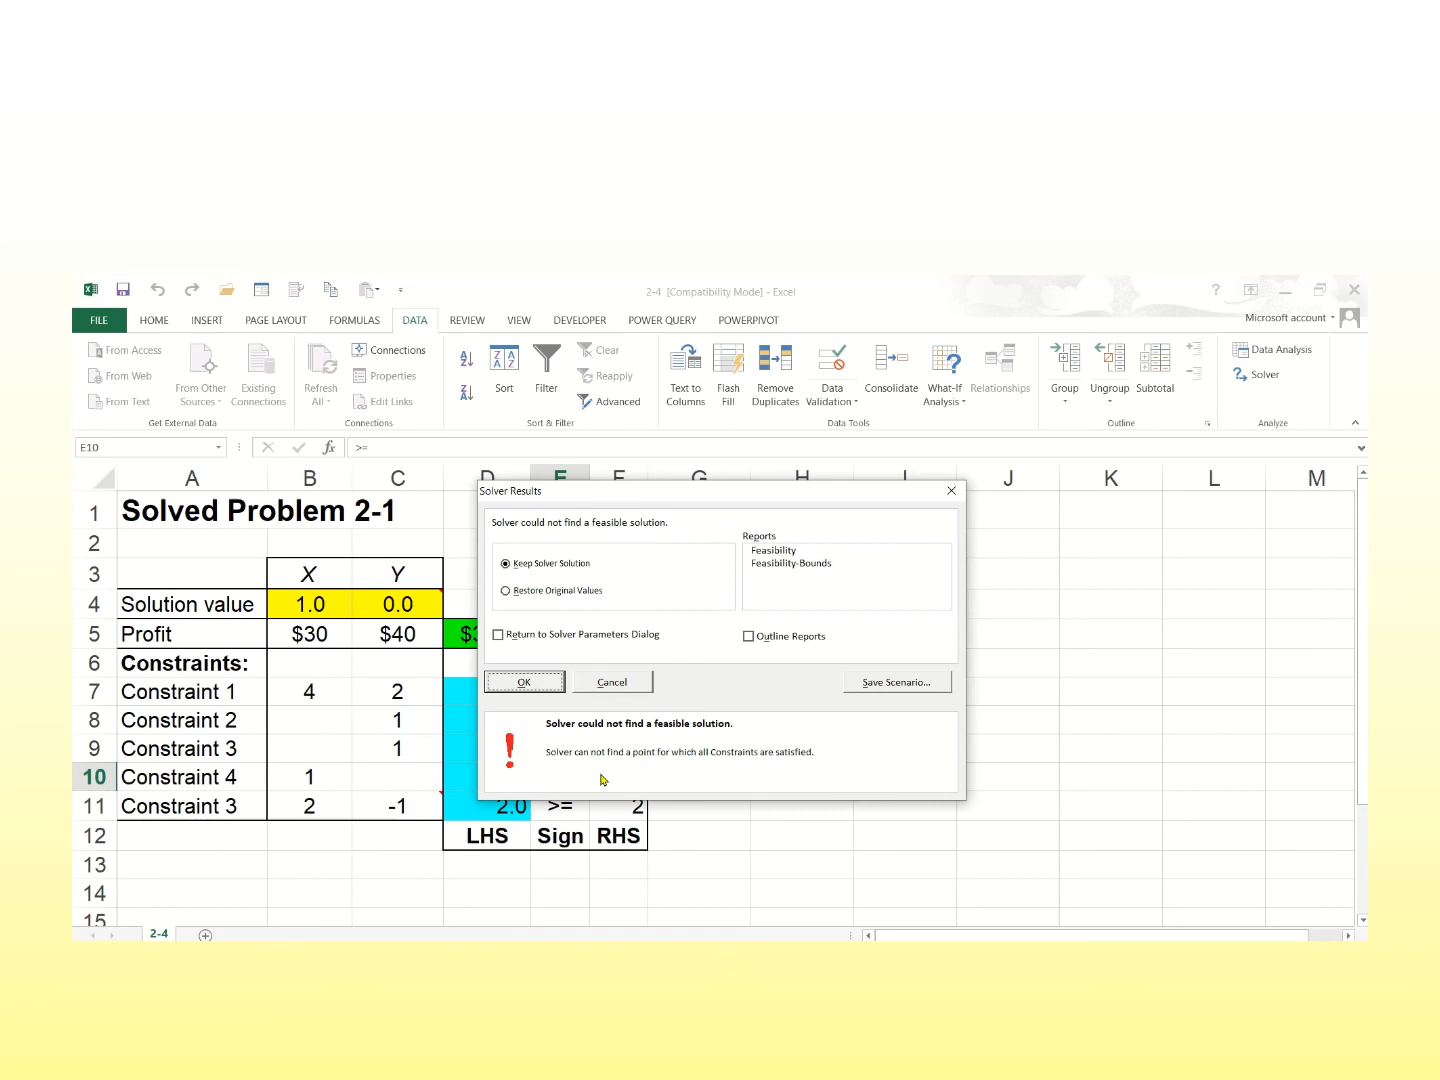 2-4 [Compatibility Mode] - Excel
?
FILE HOME INSERT PAGE LAYOUT FORMULAS DATA REVIEW VIEW DEVELOPER POWER QUERY POWERPIVOT Microsoft account
From Access
From Web
From Text
From Other Sources
Existing Connections
Get External Data
Refresh All
Connections
Properties
Edit Links
Connections
Sort
Filter
Clear
Reapply
Advanced
Sort & Filter
Text to Columns
Flash Fill
Remove Duplicates
Data Validation
Consolidate
What-If Analysis
Relationships
Data Tools
Group
Ungroup
Subtotal
Outline
Data Analysis
Solver
Analyze
E10 fx >=
A B C D E F G H I J K L M
1 Solved Problem 2-1
2
3 X Y
4 Solution value 1.0 0.0
5 Profit $30 $40 $3
6 Constraints:
7 Constraint 1 4 2
8 Constraint 2 1
9 Constraint 3 1
10 Constraint 4 1
11 Constraint 3 2 -1 2.0 >= 2
12 LHS Sign RHS
13
14
15
2-4
Solver Results
Solver could not find a feasible solution.
Reports
Feasibility
Feasibility-Bounds
Keep Solver Solution
Restore Original Values
Return to Solver Parameters Dialog
Outline Reports
OK Cancel Save Scenario...
Solver could not find a feasible solution.
Solver can not find a point for which all Constraints are satisfied.